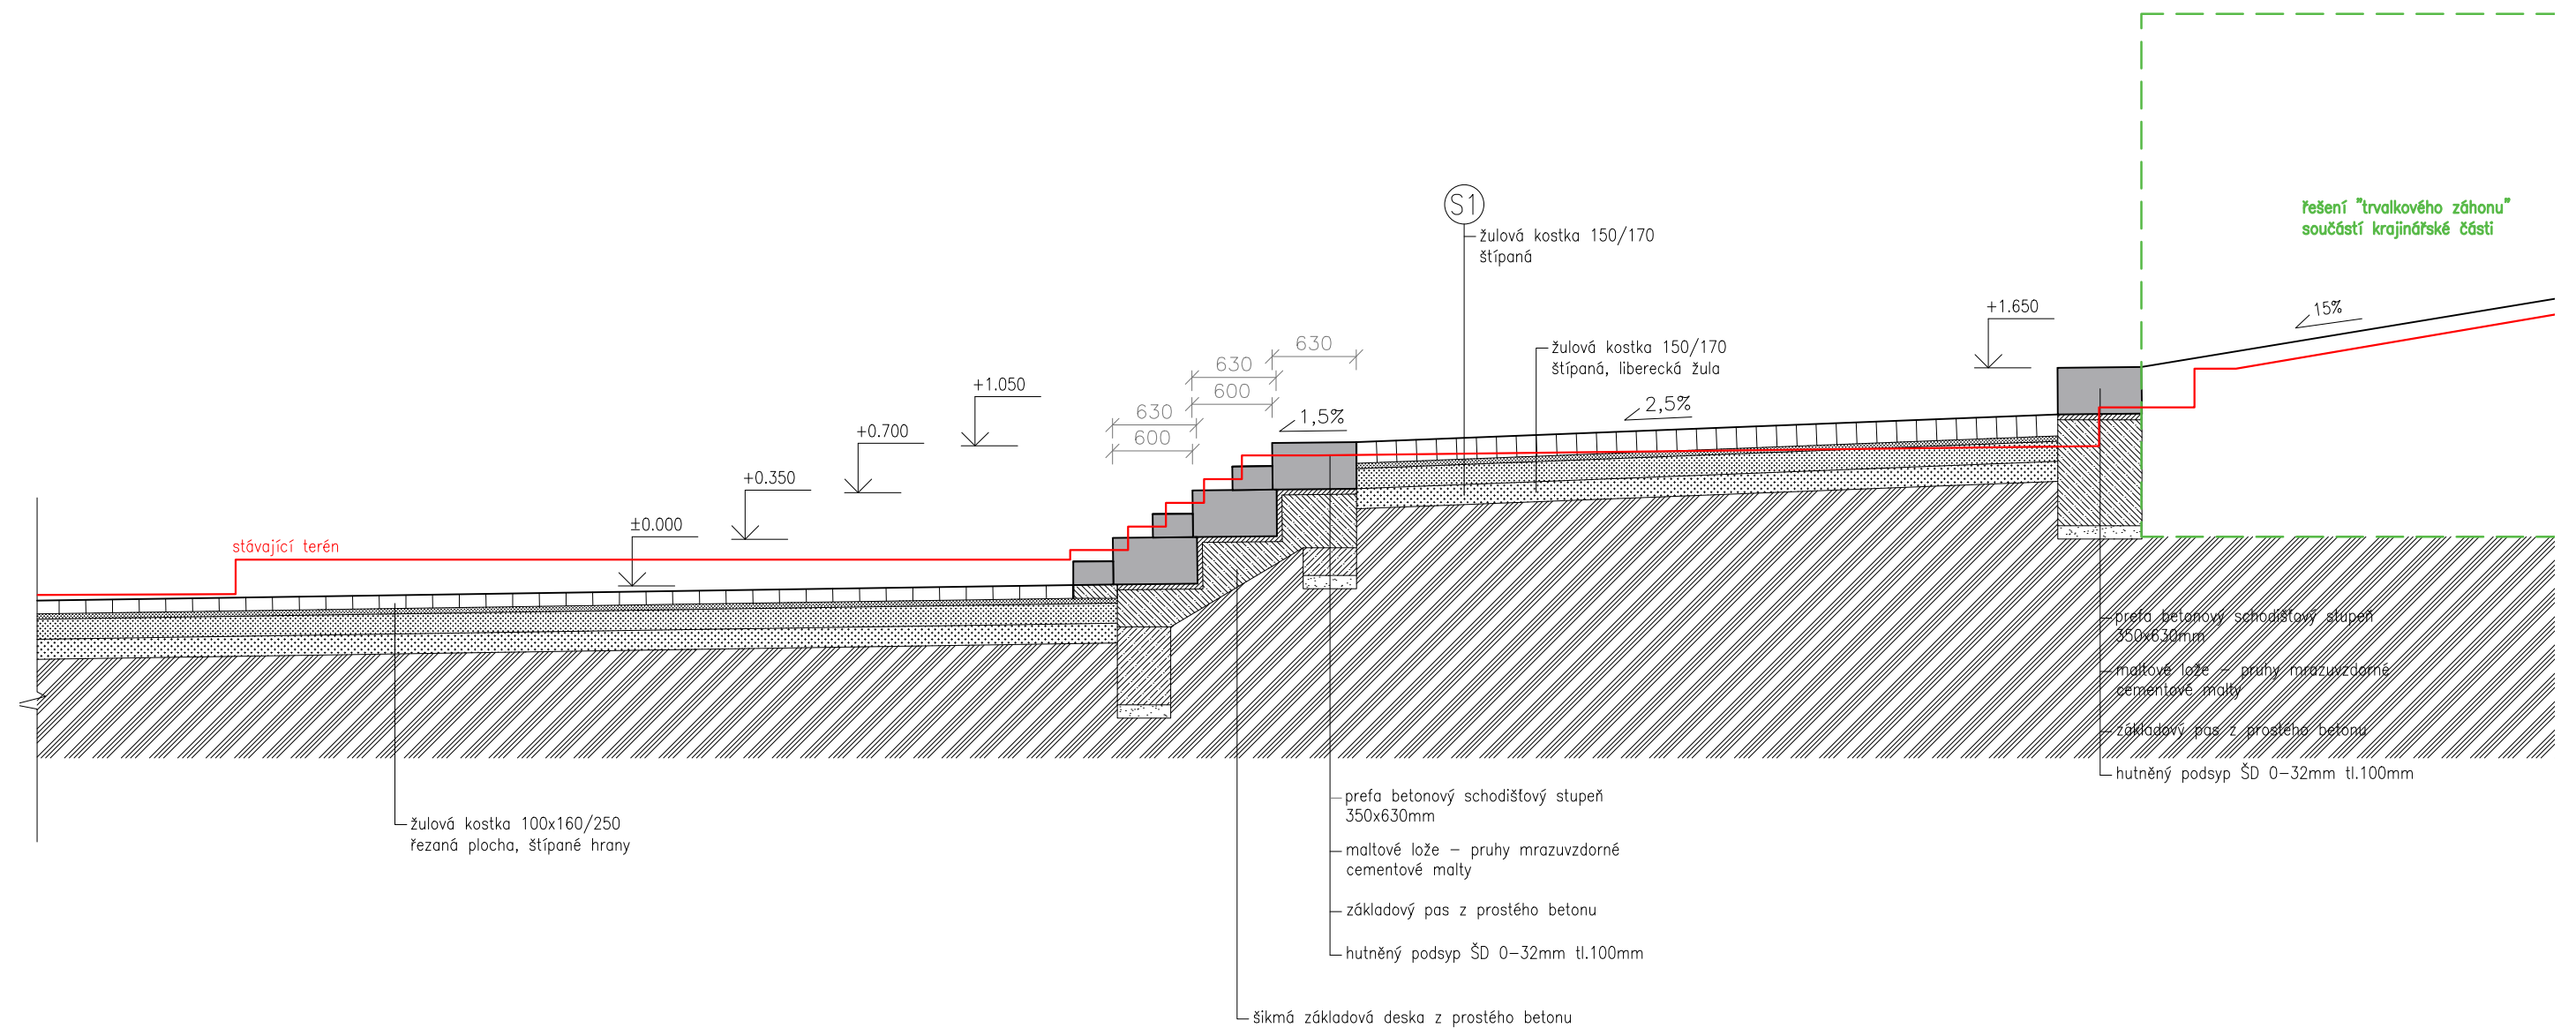 S1
žulová kostka 150/170
štípaná
řešení "trvalkového záhonu"
součástí krajinářské části
+1.650
15%
630
žulová kostka 150/170
štípaná, liberecká žula
630
600
+1.050
630
600
1,5%
2,5%
+0.700
+0.350
±0.000
stávající terén
prefa betonový schodišťový stupeň
350x630mm
maltové lože – pruhy mrazuvzdorné
cementové malty
základový pas z prostého betonu
hutněný podsyp ŠD 0–32mm tl.100mm
žulová kostka 100x160/250
řezaná plocha, štípané hrany
prefa betonový schodišťový stupeň
350x630mm
maltové lože – pruhy mrazuvzdorné
cementové malty
základový pas z prostého betonu
hutněný podsyp ŠD 0–32mm tl.100mm
šikmá základová deska z prostého betonu